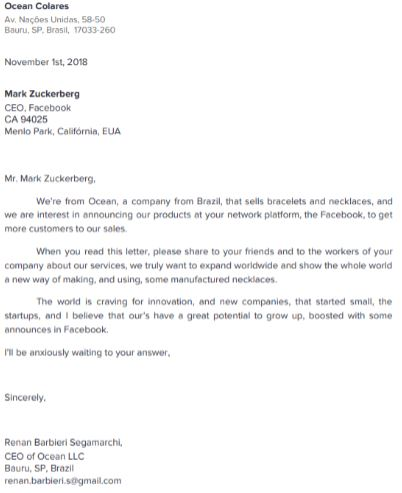 Ocean Colares
Av. Nações Unidas, 58-50
Bauru, SP, Brasil, 17033-260
November 1st, 2018
Mark Zuckerberg
CEO, Facebook
CA 94025
Menlo Park, Califórnia, EUA
Mr. Mark Zuckerberg,
We're from Ocean, a company from Brazil, that sells bracelets and necklaces, and
we are interest in announcing our products at your network platform, the Facebook, to get
more customers to our sales.
When you read this letter, please share to your friends and to the workers of your
company about our services, we truly want to expand worldwide and show the whole world
a new way of making, and using, some manufactured necklaces.
The world is craving for innovation, and new companies, that started small, the
startups, and I believe that our's have a great potential to grow up, boosted with some
announces in Facebook.
I'll be anxiously waiting to your answer,
Sincerely,
Renan Barbieri Segamarchi,
CEO of Ocean LLC
Bauru, SP, Brazil
renan.barbieri.s@gmail.com